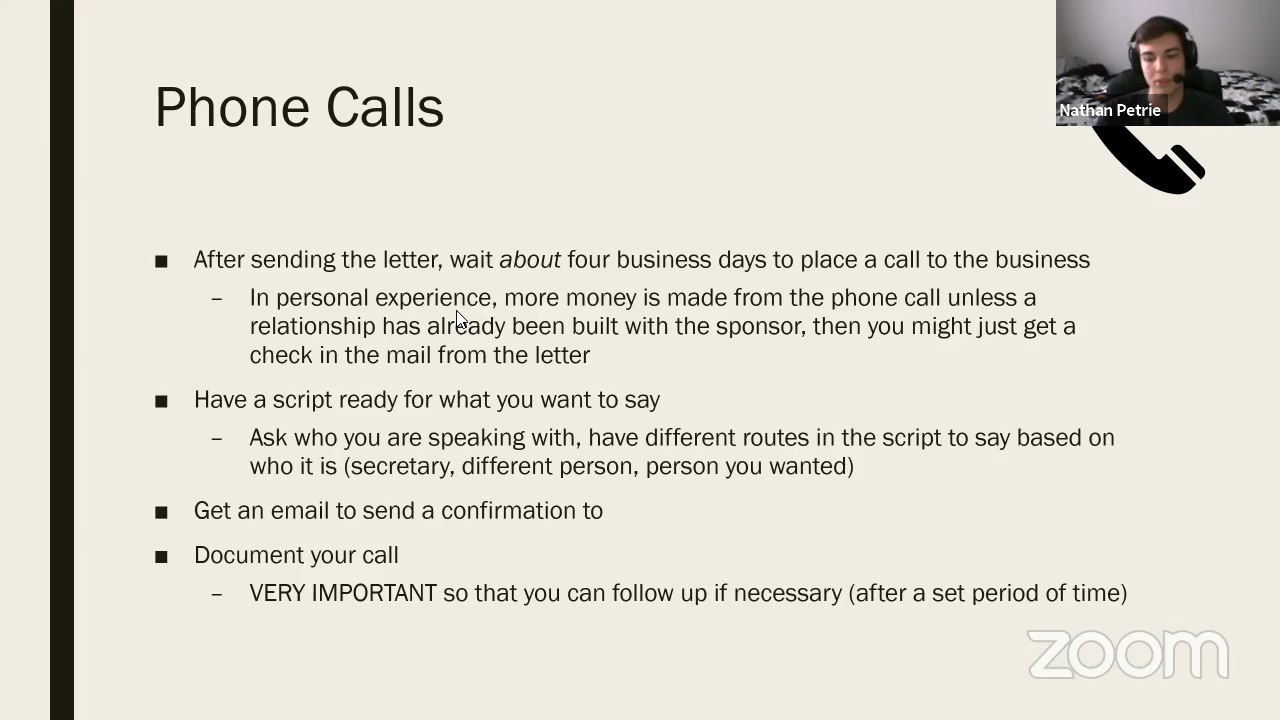 Phone Calls
Nathan Petrie
■ After sending the letter, wait about four business days to place a call to the business
– In personal experience, more money is made from the phone call unless a
relationship has already been built with the sponsor, then you might just get a
check in the mail from the letter
■ Have a script ready for what you want to say
– Ask who you are speaking with, have different routes in the script to say based on
who it is (secretary, different person, person you wanted)
■ Get an email to send a confirmation to
■ Document your call
– VERY IMPORTANT so that you can follow up if necessary (after a set period of time)
zoom